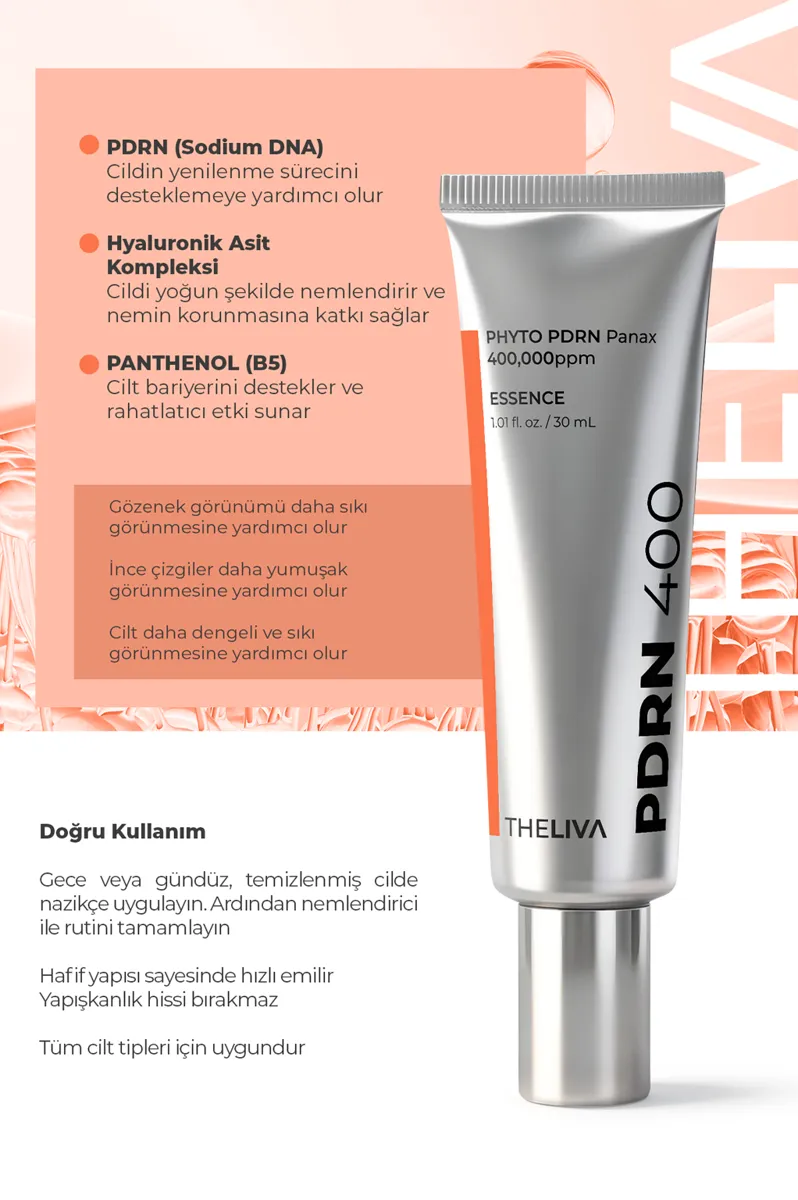 PDRN (Sodium DNA)
Cildin yenilenme sürecini
desteklemeye yardımcı olur
Hyaluronik Asit
Kompleksi
Cildi yoğun şekilde nemlendirir ve
nemin korunmasına katkı sağlar
PANTHENOL (B5)
Cilt bariyerini destekler ve
rahatlatıcı etki sunar
Gözenek görünümü daha sıkı
görünmesine yardımcı olur
İnce çizgiler daha yumuşak
görünmesine yardımcı olur
Cilt daha dengeli ve sıkı
görünmesine yardımcı olur
PHYTO PDRN Panax
400,000ppm
ESSENCE
1.01 fl. oz. / 30 mL
PDRN 400
THELIVA
THELIVA
Doğru Kullanım
Gece veya gündüz, temizlenmiş cilde
nazikçe uygulayın. Ardından nemlendirici
ile rutini tamamlayın
Hafif yapısı sayesinde hızlı emilir
Yapışkanlık hissi bırakmaz
Tüm cilt tipleri için uygundur